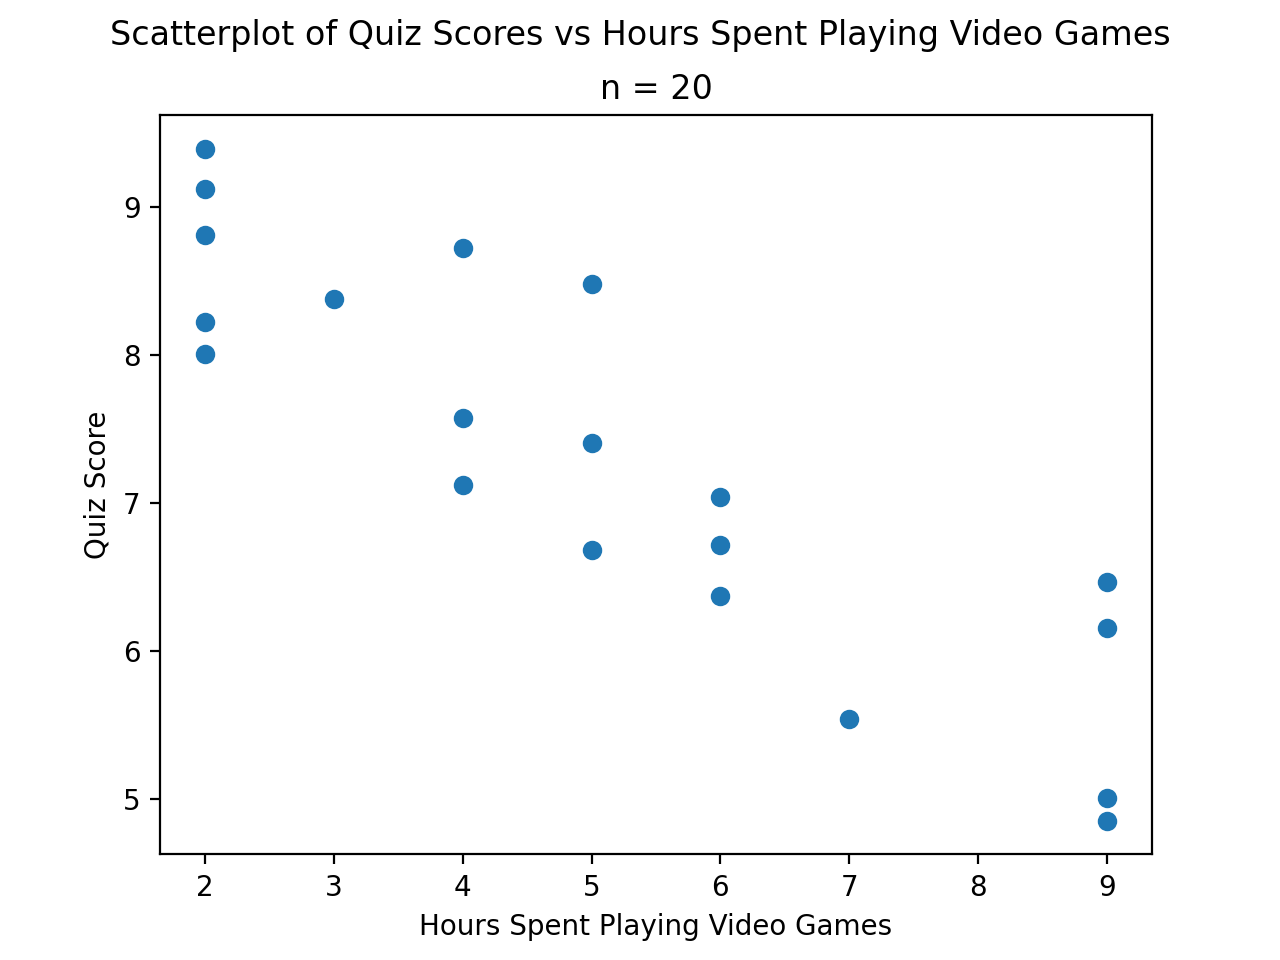 Scatterplot of Quiz Scores vs Hours Spent Playing Video Games
n = 20
9
8
7
6
5
Quiz Score
2 3 4 5 6 7 8 9
Hours Spent Playing Video Games